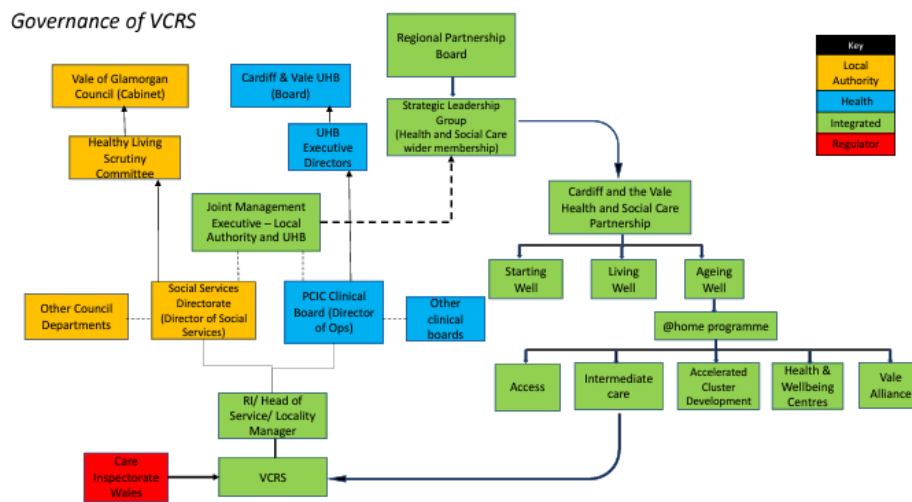 Governance of VCRS
Regional Partnership
Board
Key
Local
Authority
Health
Integrated
Regulator
Vale of Glamorgan
Council (Cabinet)
Cardiff & Vale UHB
(Board)
Strategic Leadership
Group
(Health and Social Care
wider membership)
Healthy Living
Scrutiny
Committee
UHB
Executive
Directors
Cardiff and the Vale
Health and Social Care
Partnership
Joint Management
Executive – Local
Authority and UHB
Starting
Well
Living
Well
Ageing
Well
Other Council
Departments
Social Services
Directorate
(Director of Social
Services)
PCIC Clinical
Board (Director
of Ops)
Other
clinical
boards
@home programme
Access
Intermediate
care
Accelerated
Cluster
Development
Health &
Wellbeing
Centres
Vale
Alliance
RI/ Head of
Service/ Locality
Manager
Care
Inspectorate
Wales
VCRS